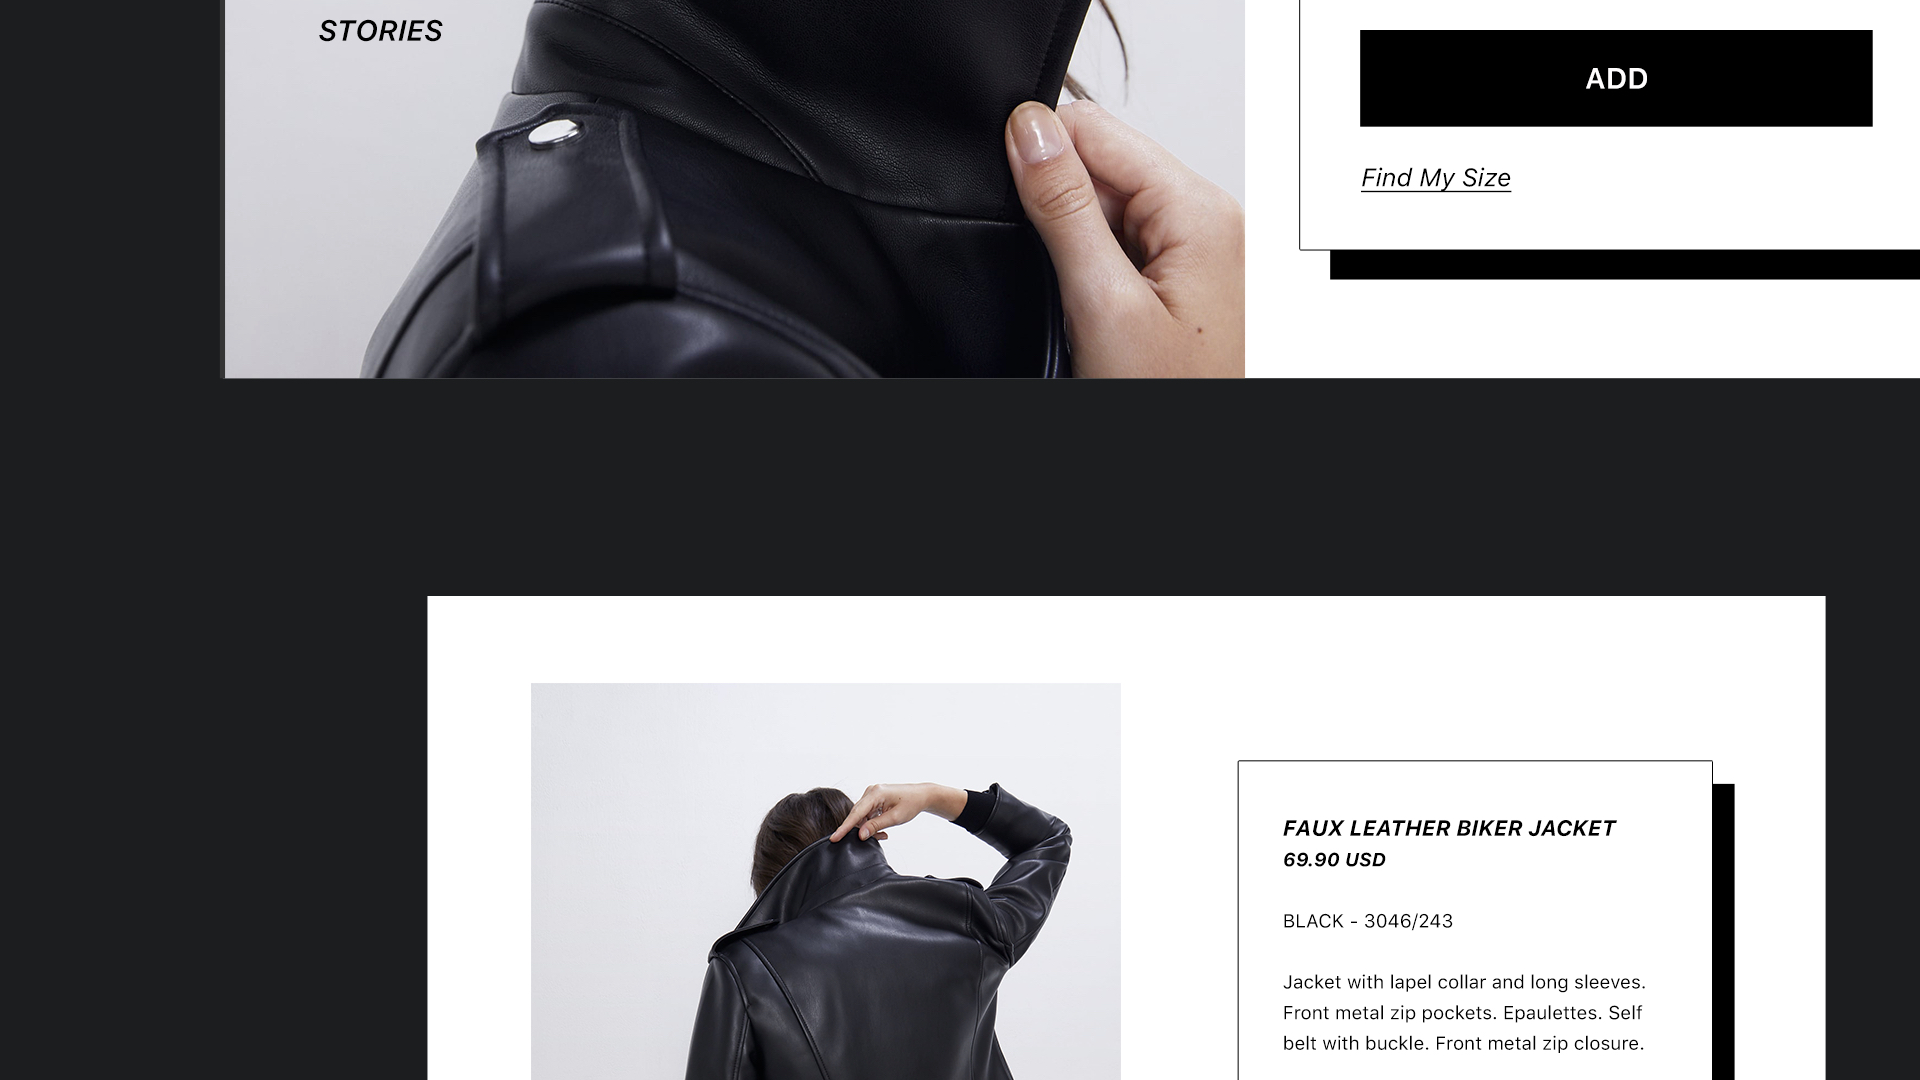 STORIES
ADD
Find My Size
FAUX LEATHER BIKER JACKET
69.90 USD
BLACK - 3046/243
Jacket with lapel collar and long sleeves.
Front metal zip pockets. Epaulettes. Self
belt with buckle. Front metal zip closure.